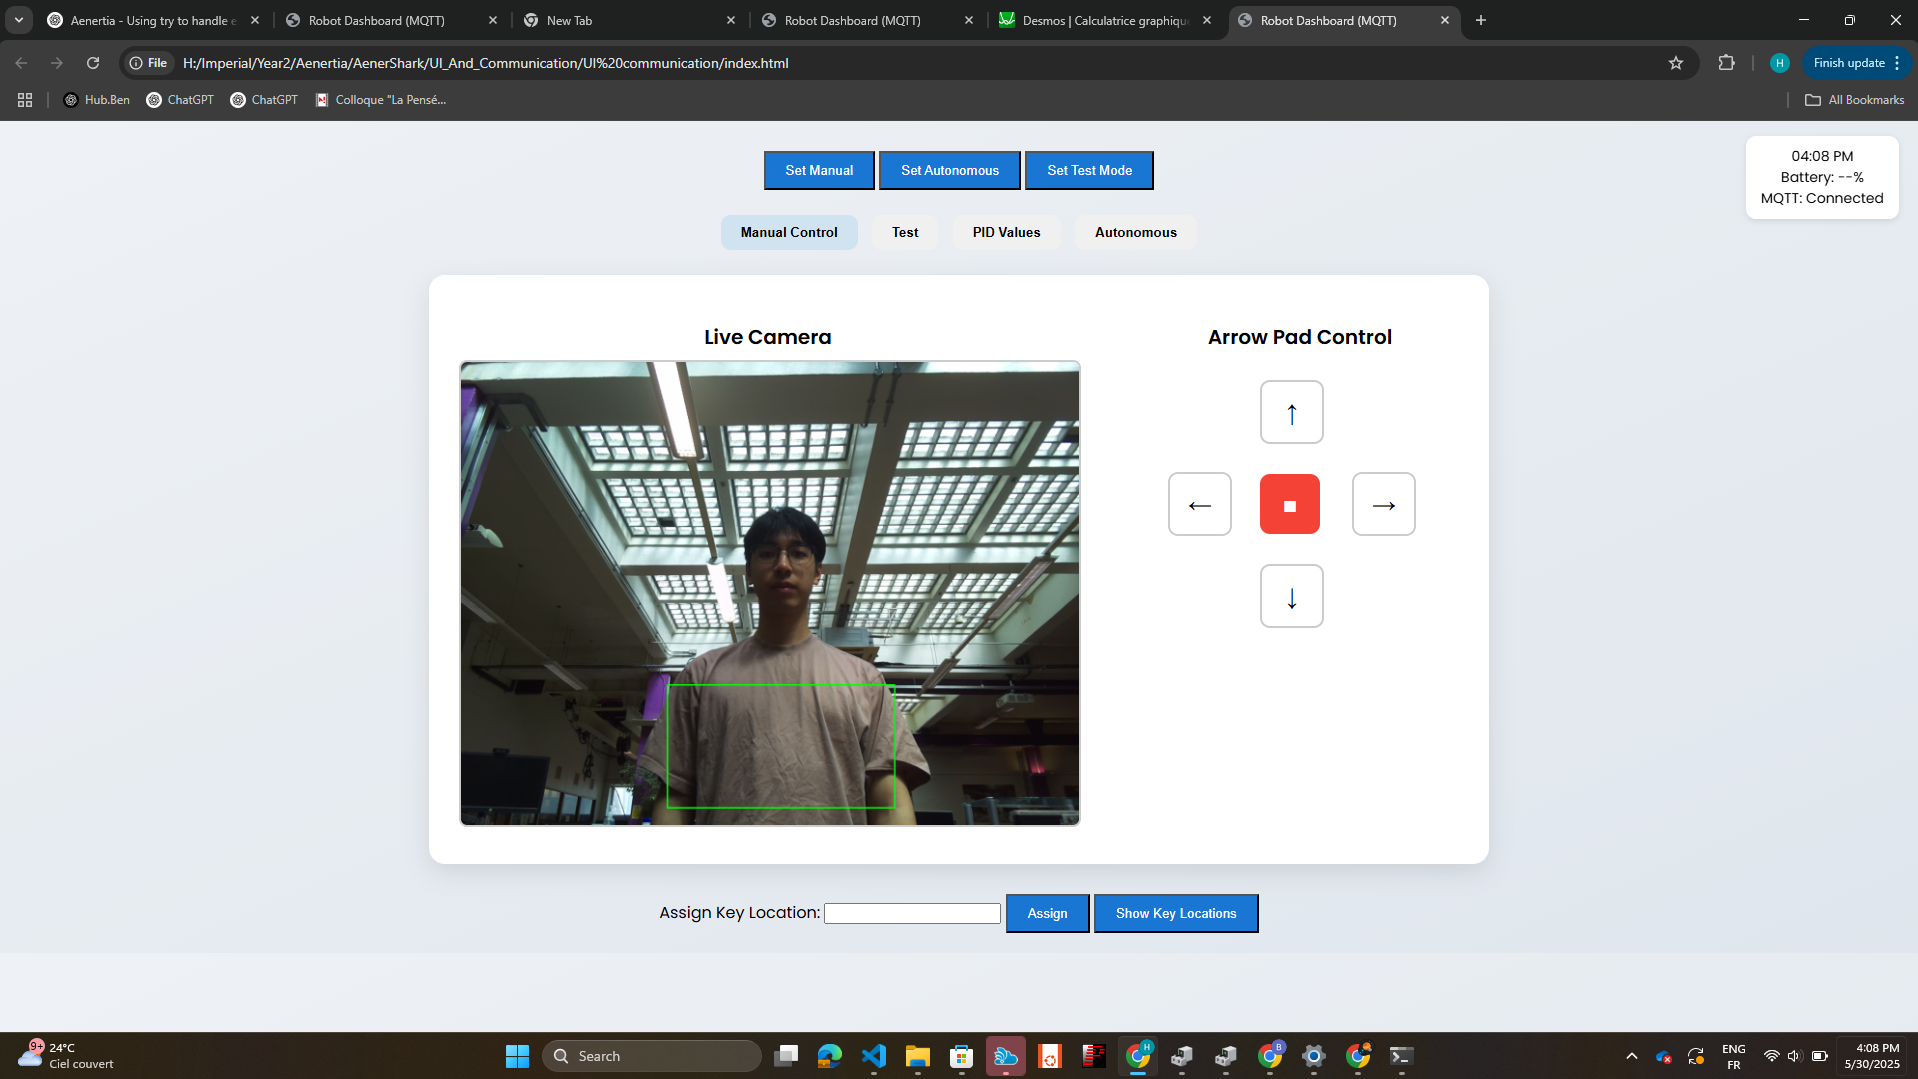 Aenertia - Using try to handle e
Robot Dashboard (MQTT)
New Tab
Robot Dashboard (MQTT)
Desmos | Calculatrice graphique
Robot Dashboard (MQTT)
File
H:/Imperial/Year2/Aenertia/AenerShark/UI_And_Communication/UI%20communication/index.html
H
Finish update
Hub.Ben
ChatGPT
ChatGPT
Colloque "La Pensé...
All Bookmarks
Set Manual
Set Autonomous
Set Test Mode
04:08 PM
Battery: --%
MQTT: Connected
Manual Control
Test
PID Values
Autonomous
Live Camera
Arrow Pad Control
↑
←
■
→
↓
Assign Key Location:
Assign
Show Key Locations
9+
24°C
Ciel couvert
Search
H
B
ENG
FR
4:08 PM
5/30/2025